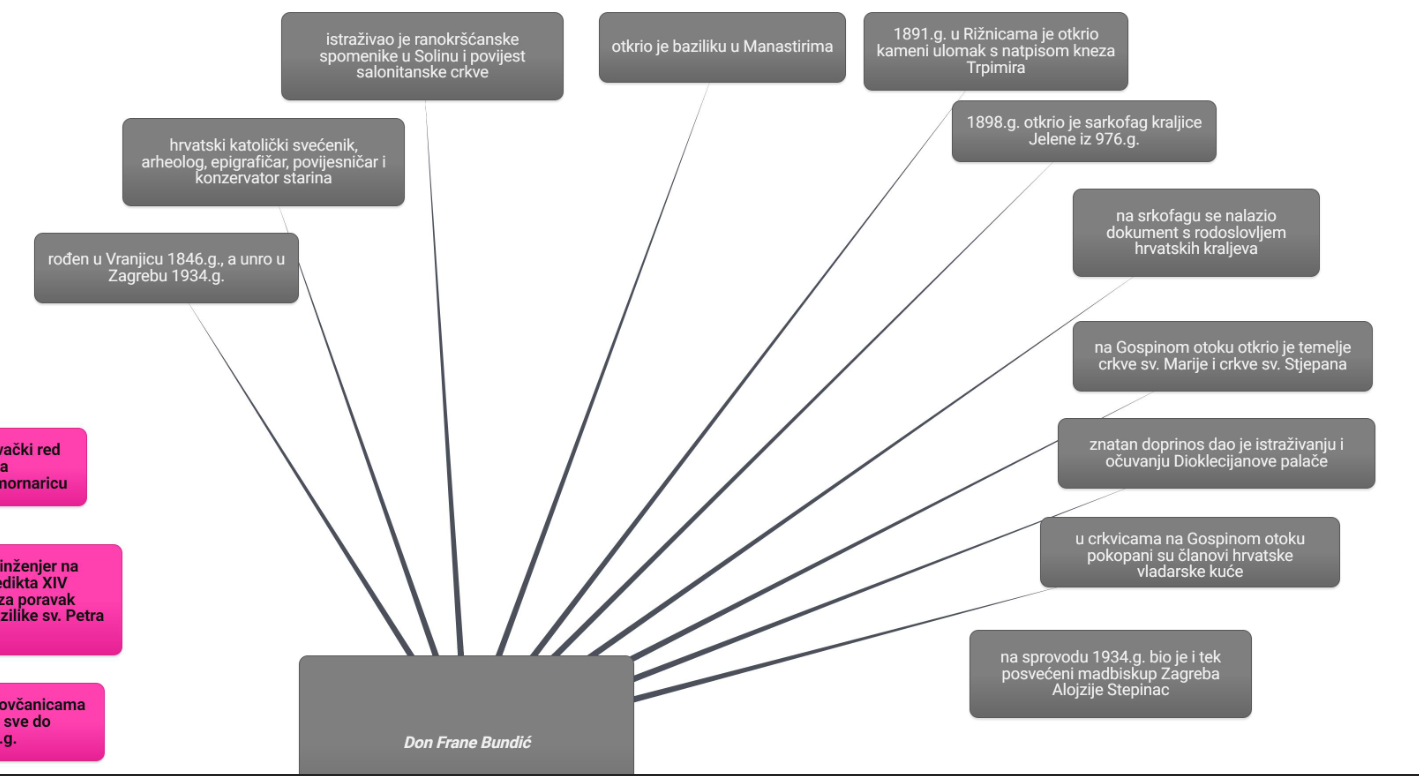 istraživao je ranokršćanske
spomenike u Solinu i povijest
salonitanske crkve
otkrio je baziliku u Manastirima
1891.g. u Rižnicama je otkrio
kameni ulomak s natpisom kneza
Trpimira
1898.g. otkrio je sarkofag kraljice
Jelene iz 976.g.
hrvatski katolički svećenik,
arheolog, epigrafičar, povijesničar i
konzervator starina
na srkofagu se nalazio
dokument s rodoslovljem
hrvatskih kraljeva
rođen u Vranjicu 1846.g., a unro u
Zagrebu 1934.g.
na Gospinom otoku otkrio je temelje
crkve sv. Marije i crkve sv. Stjepana
znatan doprinos dao je istraživanju i
očuvanju Dioklecijanove palače
vački red
a
mornaricu
u crkvicama na Gospinom otoku
pokopani su članovi hrvatske
vladarske kuće
inženjer na
edikta XIV
za poravak
zilike sv. Petra
na sprovodu 1934.g. bio je i tek
posvećeni madbiskup Zagreba
Alojzije Stepinac
ovčanicama
sve do
.g.
Don Frane Bundić